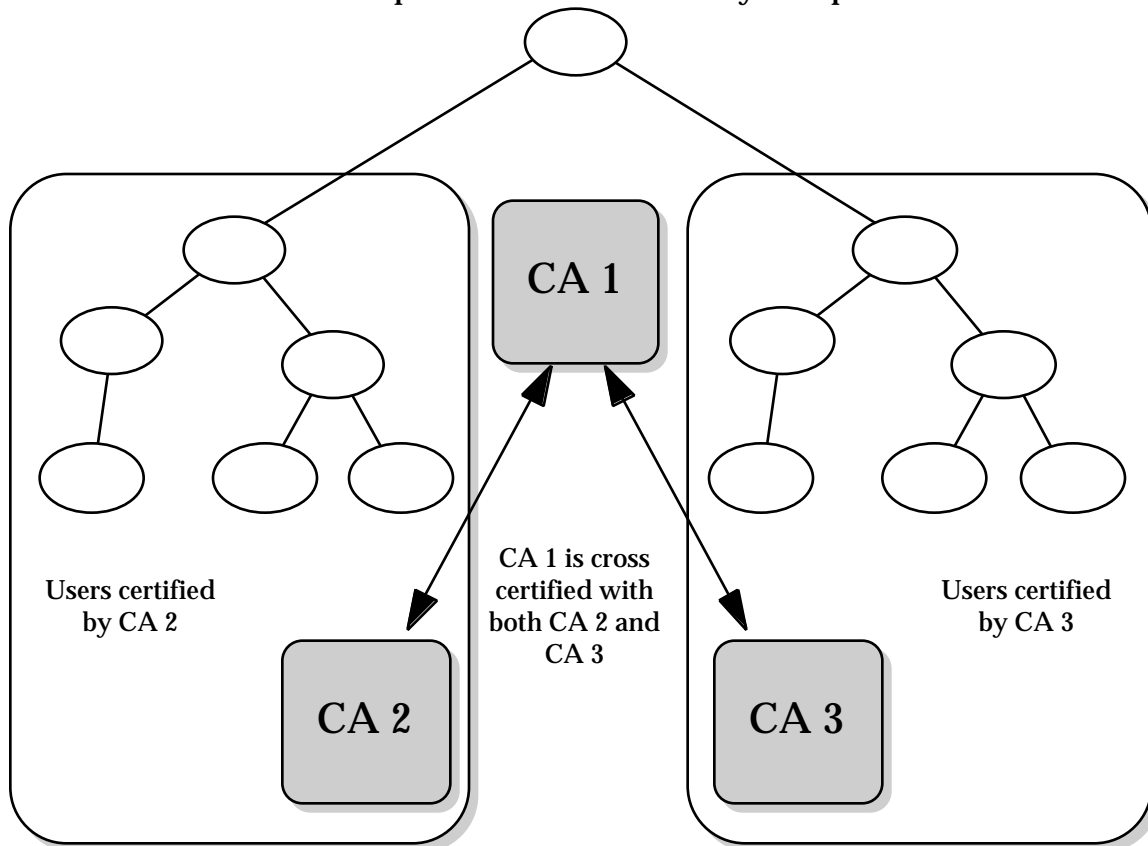 CA 1
Users certified
by CA 2
CA 1 is cross
certified with
both CA 2 and
CA 3
Users certified
by CA 3
CA 2
CA 3